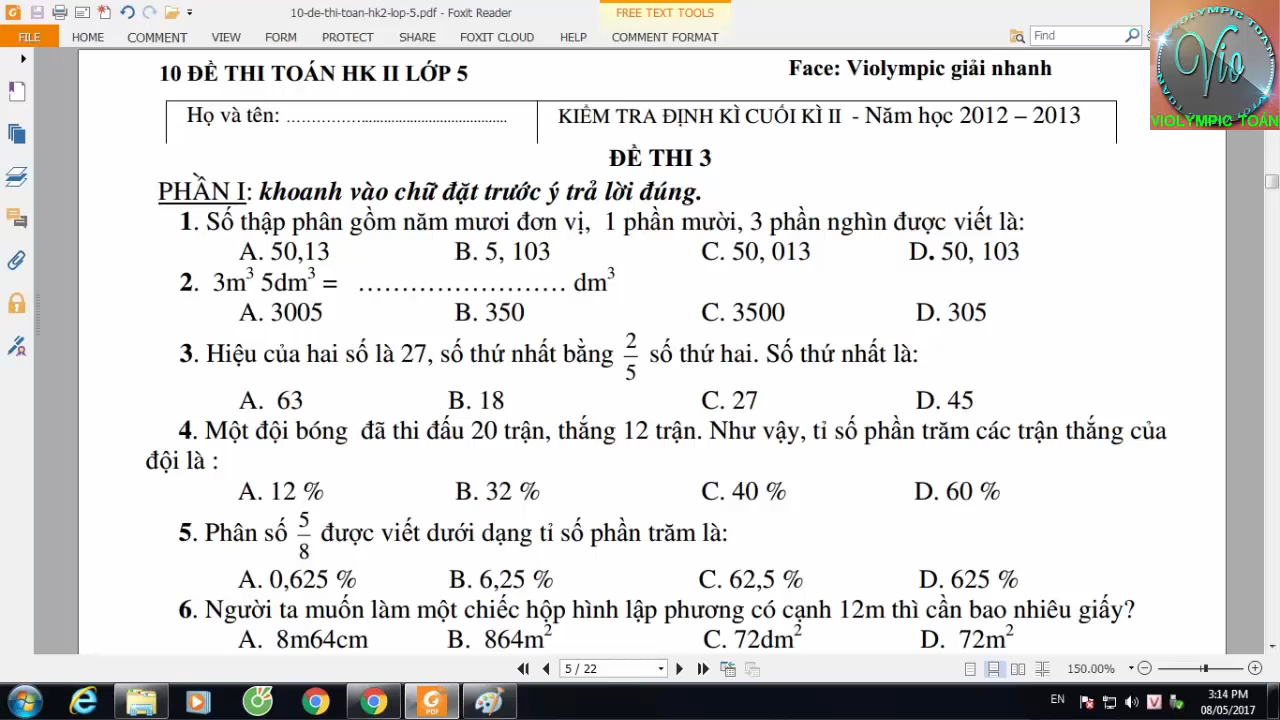 10-de-thi-toan-hk2-lop-5.pdf - Foxit Reader
FREE TEXT TOOLS
FILE HOME COMMENT VIEW FORM PROTECT SHARE FOXIT CLOUD HELP COMMENT FORMAT Find
VIOLYMPIC TOÁN
Vio
VIOLYMPIC TOÁN
10 ĐỀ THI TOÁN HK II LỚP 5 Face: Violympic giải nhanh
Họ và tên: ................................................ KIỂM TRA ĐỊNH KÌ CUỐI KÌ II - Năm học 2012 – 2013
ĐỀ THI 3
PHẦN I: khoanh vào chữ đặt trước ý trả lời đúng.
1. Số thập phân gồm năm mươi đơn vị, 1 phần mười, 3 phần nghìn được viết là:
A. 50,13 B. 5, 103 C. 50, 013 D. 50, 103
2. 3m³ 5dm³ = ........................ dm³
A. 3005 B. 350 C. 3500 D. 305
3. Hiệu của hai số là 27, số thứ nhất bằng 2/5 số thứ hai. Số thứ nhất là:
A. 63 B. 18 C. 27 D. 45
4. Một đội bóng đã thi đấu 20 trận, thắng 12 trận. Như vậy, tỉ số phần trăm các trận thắng của
đội là :
A. 12 % B. 32 % C. 40 % D. 60 %
5. Phân số 5/8 được viết dưới dạng tỉ số phần trăm là:
A. 0,625 % B. 6,25 % C. 62,5 % D. 625 %
6. Người ta muốn làm một chiếc hộp hình lập phương có cạnh 12m thì cần bao nhiêu giấy?
A. 8m64cm B. 864m² C. 72dm² D. 72m²
5 / 22 150.00%
EN 3:14 PM
08/05/2017